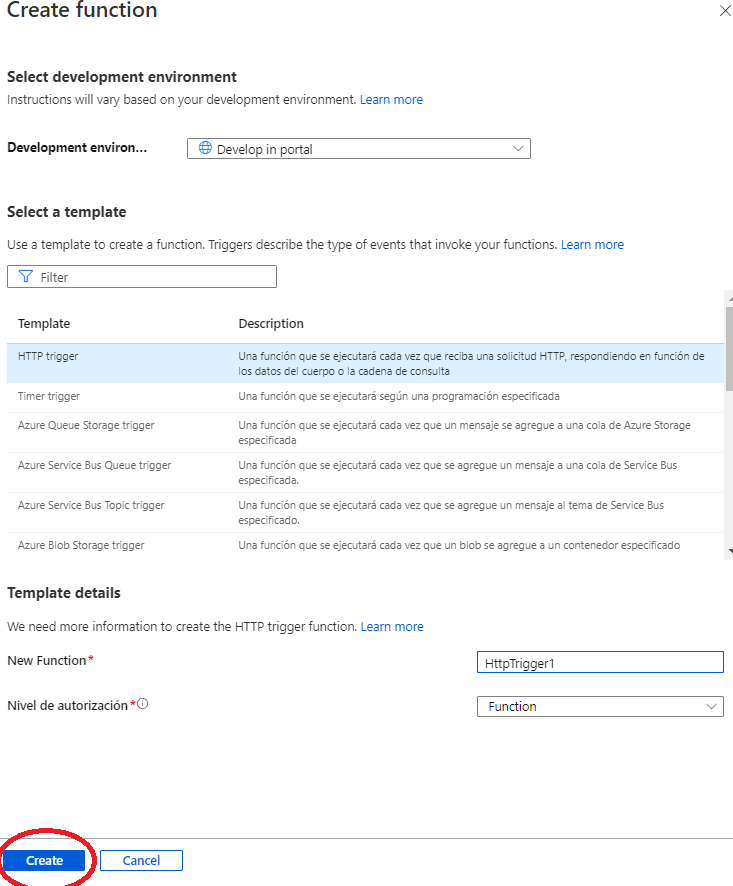 Create function
Select development environment
Instructions will vary based on your development environment. Learn more
Development environ...
Develop in portal
Select a template
Use a template to create a function. Triggers describe the type of events that invoke your functions. Learn more
Filter
Template Description
HTTP trigger Una función que se ejecutará cada vez que reciba una solicitud HTTP, respondiendo en función de
los datos del cuerpo o la cadena de consulta
Timer trigger Una función que se ejecutará según una programación especificada
Azure Queue Storage trigger Una función que se ejecutará cada vez que un mensaje se agregue a una cola de Azure Storage
especificada
Azure Service Bus Queue trigger Una función que se ejecutará cada vez que se agregue un mensaje a una cola de Service Bus
especificada.
Azure Service Bus Topic trigger Una función que se ejecutará cada vez que se agregue un mensaje al tema de Service Bus
especificado.
Azure Blob Storage trigger Una función que se ejecutará cada vez que un blob se agregue a un contenedor especificado
Template details
We need more information to create the HTTP trigger function. Learn more
New Function* HttpTrigger1
Nivel de autorización* Function
Create Cancel